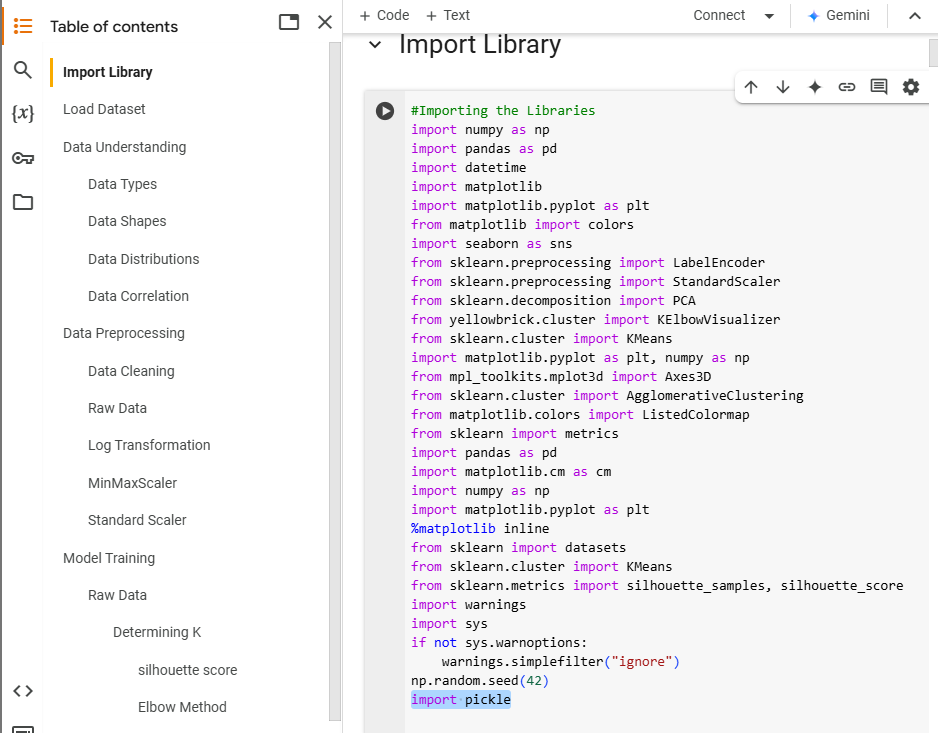 Table of contents
Import Library
Load Dataset
Data Understanding
Data Types
Data Shapes
Data Distributions
Data Correlation
Data Preprocessing
Data Cleaning
Raw Data
Log Transformation
MinMaxScaler
Standard Scaler
Model Training
Raw Data
Determining K
silhouette score
Elbow Method
{x}
+ Code + Text
Connect
Gemini
Import Library
#Importing the Libraries
import numpy as np
import pandas as pd
import datetime
import matplotlib
import matplotlib.pyplot as plt
from matplotlib import colors
import seaborn as sns
from sklearn.preprocessing import LabelEncoder
from sklearn.preprocessing import StandardScaler
from sklearn.decomposition import PCA
from yellowbrick.cluster import KElbowVisualizer
from sklearn.cluster import KMeans
import matplotlib.pyplot as plt, numpy as np
from mpl_toolkits.mplot3d import Axes3D
from sklearn.cluster import AgglomerativeClustering
from matplotlib.colors import ListedColormap
from sklearn import metrics
import pandas as pd
import matplotlib.cm as cm
import numpy as np
import matplotlib.pyplot as plt
%matplotlib inline
from sklearn import datasets
from sklearn.cluster import KMeans
from sklearn.metrics import silhouette_samples, silhouette_score
import warnings
import sys
if not sys.warnoptions:
    warnings.simplefilter("ignore")
np.random.seed(42)
import pickle